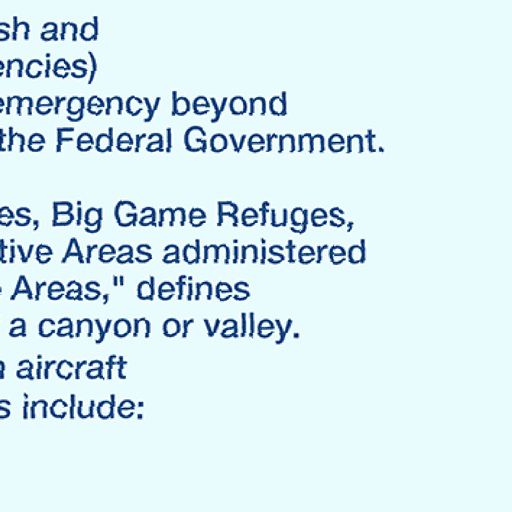 sh and
encies)
emergency beyond
the Federal Government.
es, Big Game Refuges,
tive Areas administered
Areas," defines
a canyon or valley.
aircraft
s include: